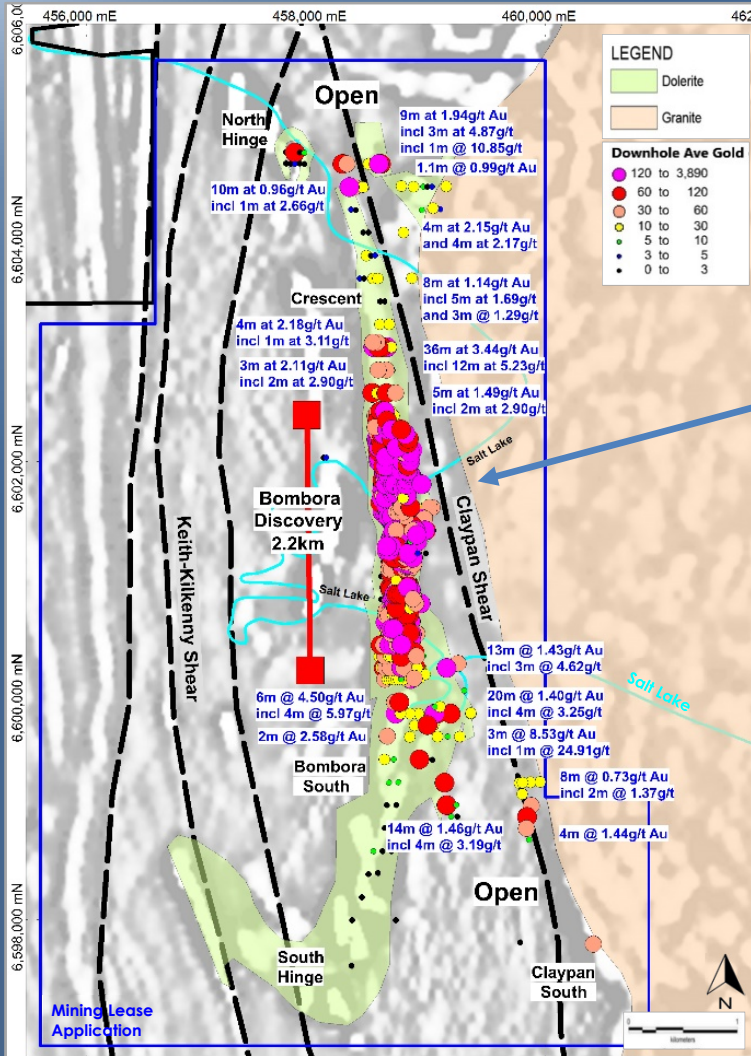 456,000 mE
458,000 mE
460,000 mE
462
6,606
6,604,000 mN
6,602,000 mN
6,600,000 mN
6,598,000 mN
LEGEND
Dolerite
Granite
Downhole Ave Gold
120 to 3,890
60 to 120
30 to 60
10 to 30
5 to 10
3 to 5
0 to 3
Open
North
Hinge
9m at 1.94g/t Au
incl 3m at 4.87g/t
incl 1m @ 10.85g/t
1.1m @ 0.99g/t Au
10m at 0.96g/t Au
incl 1m at 2.66g/t
4m at 2.15g/t Au
and 4m at 2.17g/t
8m at 1.14g/t Au
incl 5m at 1.69g/t
and 3m @ 1.29g/t
Crescent
4m at 2.18g/t Au
incl 1m at 3.11g/t
36m at 3.44g/t Au
incl 12m at 5.23g/t
3m at 2.11g/t Au
incl 2m at 2.90g/t
5m at 1.49g/t Au
incl 2m at 2.90g/t
Salt Lake
Bombora
Discovery
2.2km
Claypan Shear
Keith-Kilkenny Shear
Salt Lake
13m @ 1.43g/t Au
incl 3m @ 4.62g/t
Salt Lake
6m @ 4.50g/t Au
incl 4m @ 5.97g/t
20m @ 1.40g/t Au
incl 4m @ 3.25g/t
2m @ 2.58g/t Au
3m @ 8.53g/t Au
incl 1m @ 24.91g/t
Bombora
South
8m @ 0.73g/t Au
incl 2m @ 1.37g/t
14m @ 1.46g/t Au
incl 4m @ 3.19g/t
4m @ 1.44g/t Au
Open
South
Hinge
Claypan
South
Mining Lease
Application
N
0
1
kilometers